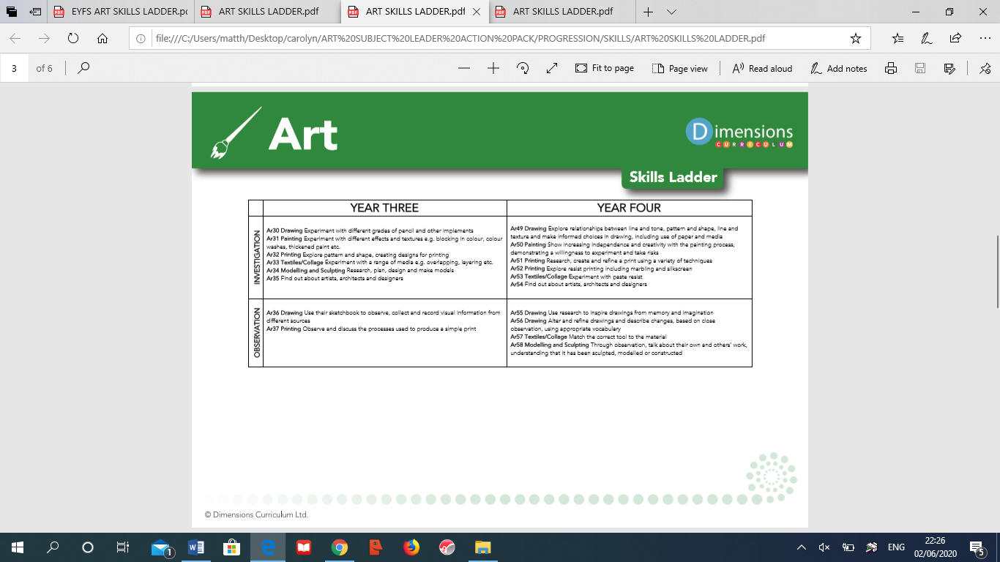 EYFS ART SKILLS LADDER.pc
ART SKILLS LADDER.pdf
ART SKILLS LADDER.pdf
ART SKILLS LADDER.pdf
file:///C:/Users/matth/Desktop/carolyn/ART%20SUBJECT%20LEADER%20ACTION%20PACK/PROGRESSION/SKILLS/ART%20SKILLS%20LADDER.pdf
3 of 6
Fit to page
Page view
Read aloud
Add notes
Art
Dimensions
CURRICULUM
Skills Ladder
YEAR THREE
YEAR FOUR
INVESTIGATION
Ar30 Drawing Experiment with different grades of pencil and other implements
Ar31 Painting Experiment with different effects and textures e.g. blocking in colour, colour
washes, thickened paint etc.
Ar32 Printing Explore pattern and shape, creating designs for printing
Ar33 Textiles/Collage Experiment with a range of media e.g. overlapping, layering etc.
Ar34 Modelling and Sculpting Research, plan, design and make models
Ar35 Find out about artists, architects and designers
Ar49 Drawing Explore relationships between line and tone, pattern and shape, line and
texture and make informed choices in drawing, including use of paper and media
Ar50 Painting Show increasing independence and creativity with the painting process,
demonstrating a willingness to experiment and take risks
Ar51 Printing Research, create and refine a print using a variety of techniques
Ar52 Printing Explore resist printing including marbling and silkscreen
Ar53 Textiles/Collage Experiment with paste resist
Ar54 Find out about artists, architects and designers
OBSERVATION
Ar36 Drawing Use their sketchbook to observe, collect and record visual information from
different sources
Ar37 Printing Observe and discuss the processes used to produce a simple print
Ar55 Drawing Use research to inspire drawings from memory and imagination
Ar56 Drawing Alter and refine drawings and describe changes, based on close
observation, using appropriate vocabulary
Ar57 Textiles/Collage Match the correct tool to the material
Ar58 Modelling and Sculpting Through observation, talk about their own and others' work,
understanding that it has been sculpted, modelled or constructed
© Dimensions Curriculum Ltd.
1
ENG
22:26
02/06/2020
5